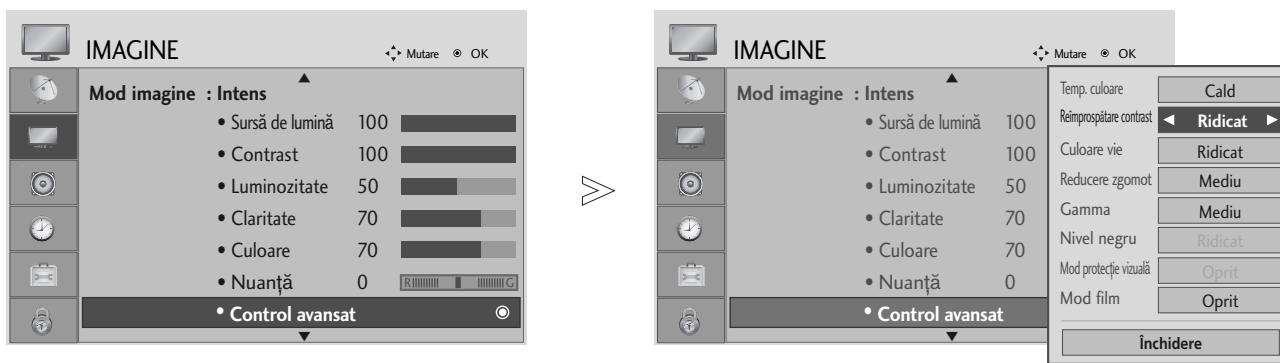 IMAGINE
Mutare OK
Mod imagine : Intens
• Sursă de lumină 100
• Contrast 100
• Luminozitate 50
• Claritate 70
• Culoare 70
• Nuanță 0 R G
• Control avansat
IMAGINE
Mutare OK
Mod imagine : Intens
• Sursă de lumină 100
• Contrast 100
• Luminozitate 50
• Claritate 70
• Culoare 70
• Nuanță 0
• Control avansat
Temp. culoare Cald
Reîmprospătare contrast Ridicat
Culoare vie Ridicat
Reducere zgomot Mediu
Gamma Mediu
Nivel negru Ridicat
Mod protecție vizuală Oprit
Mod film Oprit
Închidere